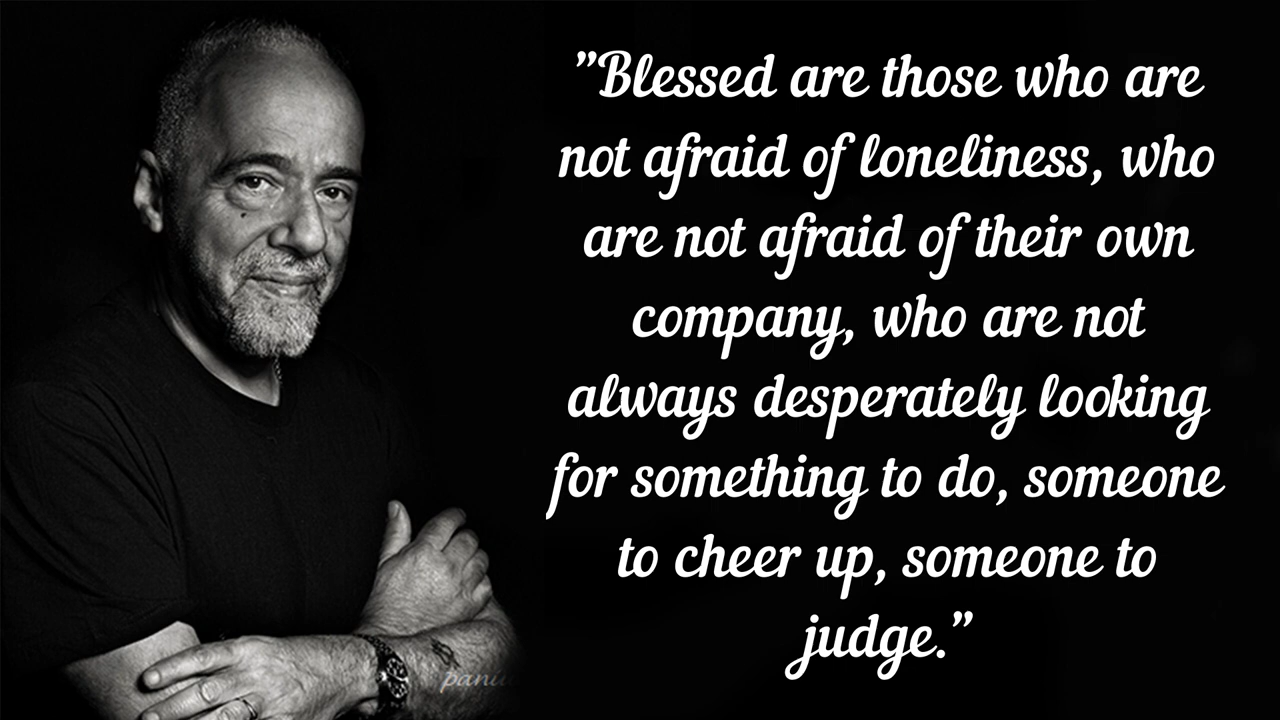 ”Blessed are those who are
not afraid of loneliness, who
are not afraid of their own
company, who are not
always desperately looking
for something to do, someone
to cheer up, someone to
judge.”